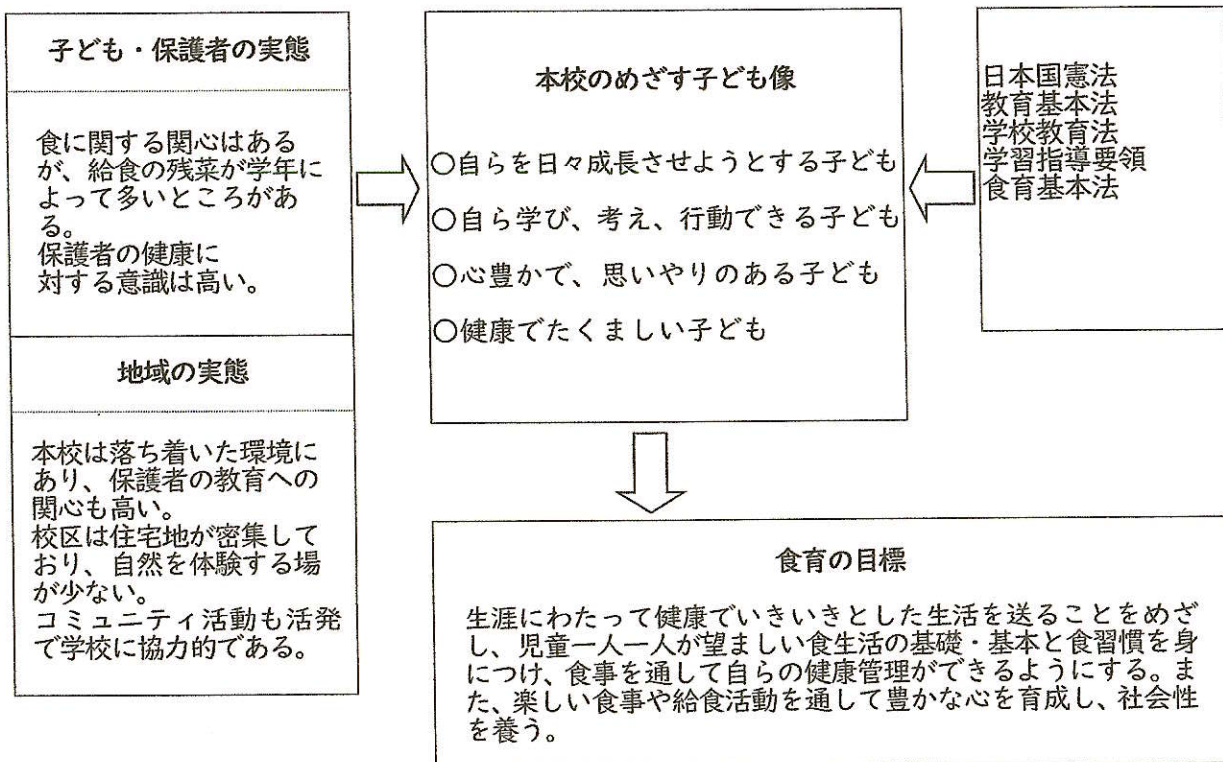 子ども・保護者の実態
食に関する関心はある
が、給食の残菜が学年に
よって多いところがあ
る。
保護者の健康に
対する意識は高い。
地域の実態
本校は落ち着いた環境に
あり、保護者の教育への
関心も高い。
校区は住宅地が密集して
おり、自然を体験する場
が少ない。
コミュニティ活動も活発
で学校に協力的である。
本校のめざす子ども像
○自らを日々成長させようとする子ども
○自ら学び、考え、行動できる子ども
○心豊かで、思いやりのある子ども
○健康でたくましい子ども
日本国憲法
教育基本法
学校教育法
学習指導要領
食育基本法
食育の目標
生涯にわたって健康でいきいきとした生活を送ることをめざ
し、児童一人一人が望ましい食生活の基礎・基本と食習慣を身
につけ、食事を通して自らの健康管理ができるようにする。ま
た、楽しい食事や給食活動を通して豊かな心を育成し、社会性
を養う。